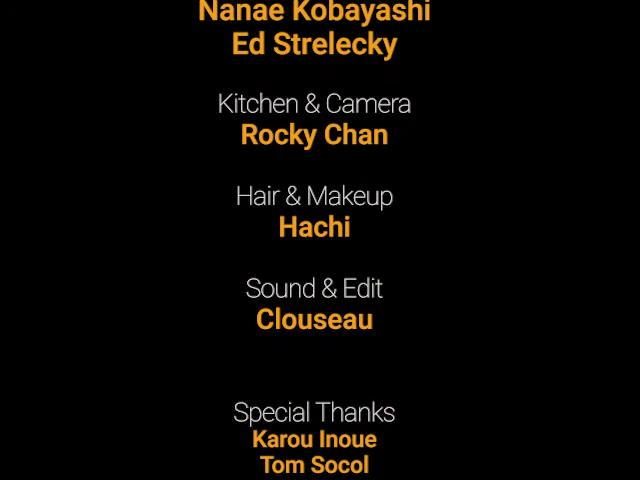 Nanae Kobayashi
Ed Strelecky
Kitchen & Camera
Rocky Chan
Hair & Makeup
Hachi
Sound & Edit
Clouseau
Special Thanks
Karou Inoue
Tom Socol